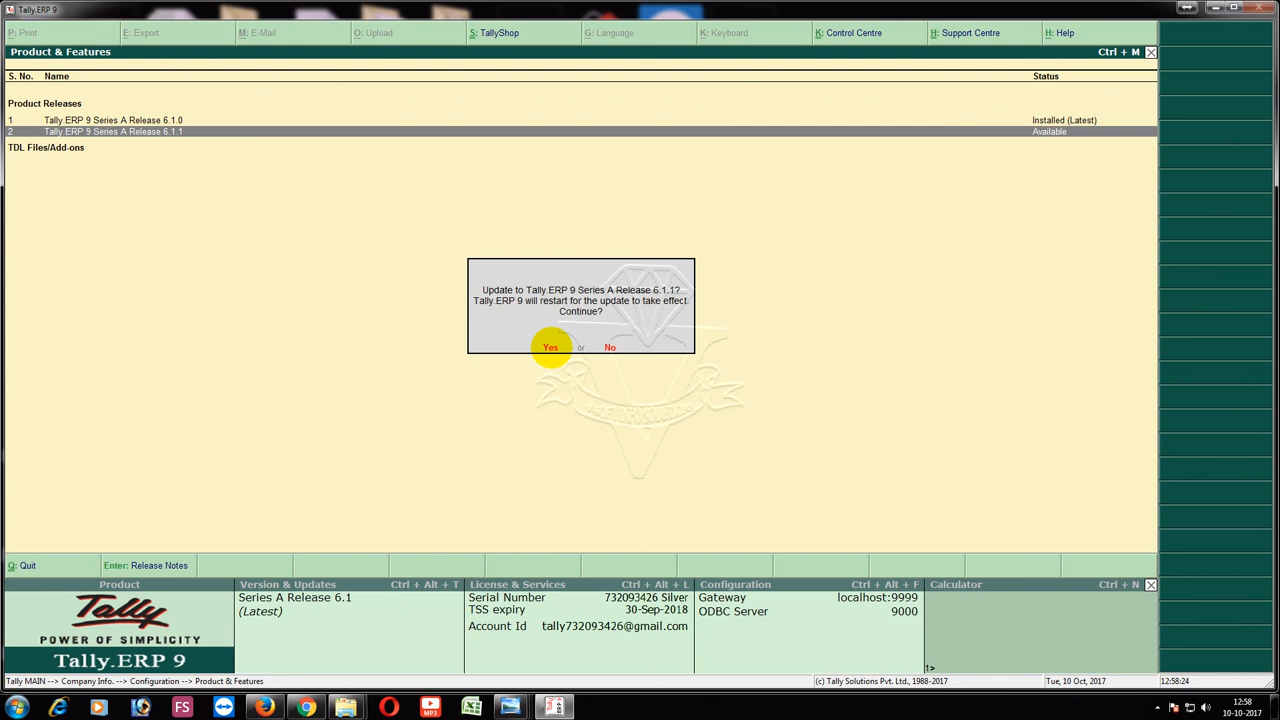 Tally.ERP 9
P: Print
E: Export
M: E-Mail
O: Upload
S: TallyShop
G: Language
K: Keyboard
K: Control Centre
H: Support Centre
H: Help
Product & Features
Ctrl + M
S. No. Name Status
Product Releases
1 Tally.ERP 9 Series A Release 6.1.0 Installed (Latest)
2 Tally.ERP 9 Series A Release 6.1.1 Available
TDL Files/Add-ons
Update to Tally.ERP 9 Series A Release 6.1.1?
Tally.ERP 9 will restart for the update to take effect.
Continue?
Yes or No
Q: Quit
Enter: Release Notes
Product
Tally
POWER OF SIMPLICITY
Tally.ERP 9
Version & Updates Ctrl + Alt + T
Series A Release 6.1
(Latest)
License & Services Ctrl + Alt + L
Serial Number 732093426 Silver
TSS expiry 30-Sep-2018
Account Id tally732093426@gmail.com
Configuration Ctrl + Alt + F
Gateway localhost:9999
ODBC Server 9000
Calculator Ctrl + N
1>
Tally MAIN --> Company Info. --> Configuration --> Product & Features
(c) Tally Solutions Pvt. Ltd., 1988-2017
Tue, 10 Oct, 2017
12:58:24
FS
MP3
12:58
10-10-2017